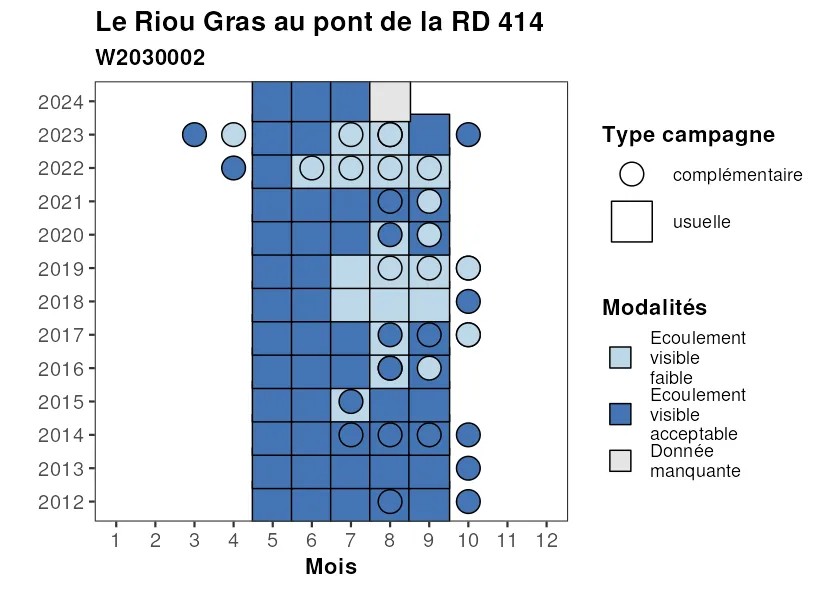 Le Riou Gras au pont de la RD 414
W2030002
2024
2023
2022
2021
2020
2019
2018
2017
2016
2015
2014
2013
2012
1 2 3 4 5 6 7 8 9 10 11 12
Mois
Type campagne
complémentaire
usuelle
Modalités
Ecoulement
visible
faible
Ecoulement
visible
acceptable
Donnée
manquante